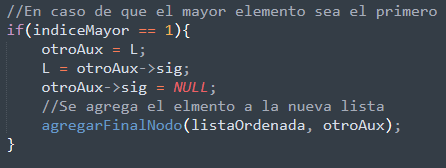 //En caso de que el mayor elemento sea el primero
if(indiceMayor == 1){
    otroAux = L;
    L = otroAux->sig;
    otroAux->sig = NULL;
    //Se agrega el elmento a la nueva lista
    agregarFinalNodo(listaOrdenada, otroAux);
}